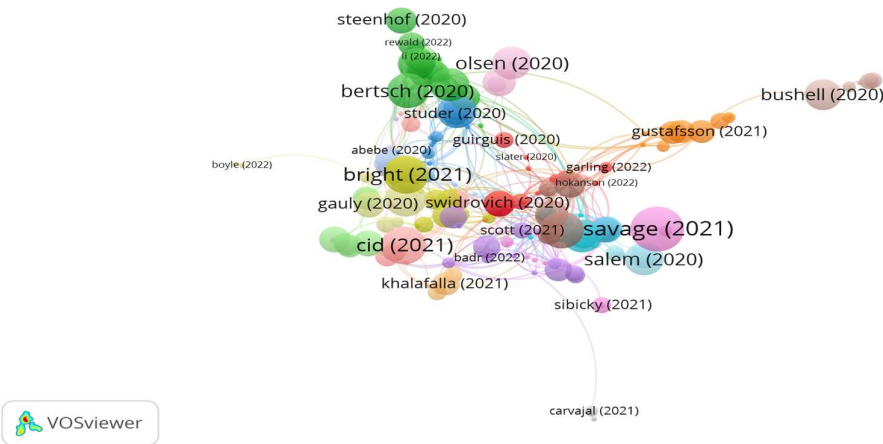 steenhof (2020)
rewald (2022)
li (2022)
olsen (2020)
bertsch (2020)
bushell (2020)
studer (2020)
gustafsson (2021)
guirguis (2020)
abebe (2020)
slater (2020)
boyle (2022)
garling (2022)
bright (2021)
hokanson (2022)
gauly (2020)
swidrovich (2020)
savage (2021)
scott (2021)
cid (2021)
badr (2022)
salem (2020)
khalafalla (2021)
sibicky (2021)
carvajal (2021)
VOSviewer